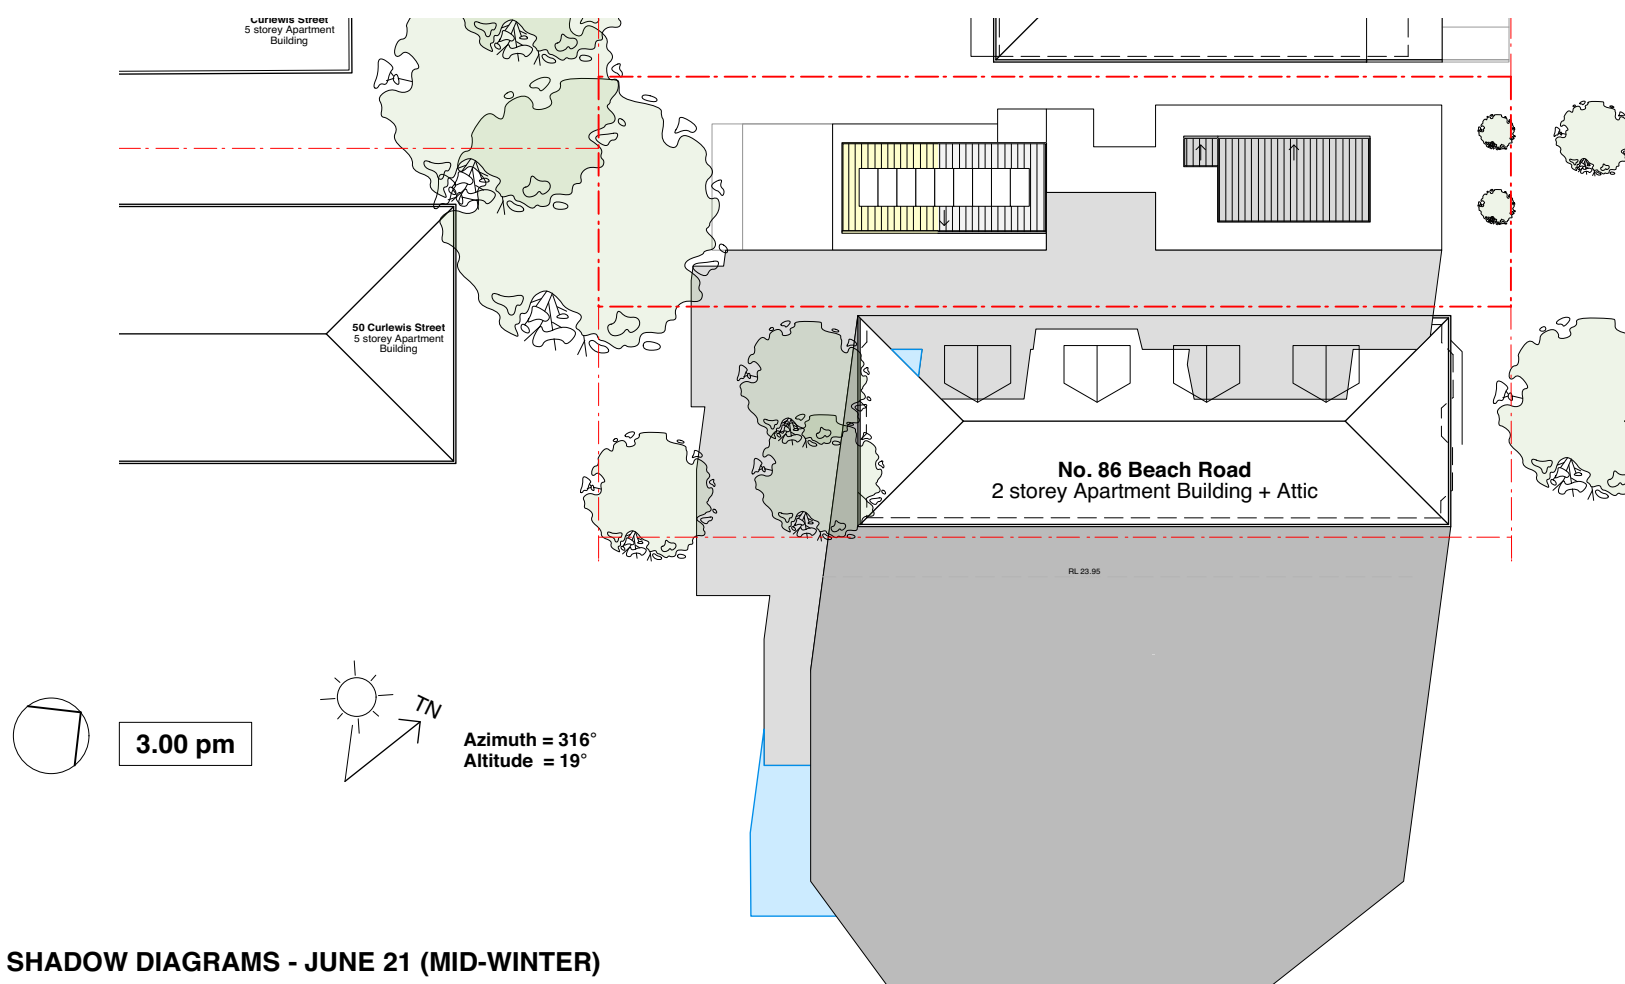 Curlewis Street
5 storey Apartment
Building
50 Curlewis Street
5 storey Apartment
Building
No. 86 Beach Road
2 storey Apartment Building + Attic
RL 23.95
TN
3.00 pm
Azimuth = 316°
Altitude = 19°
SHADOW DIAGRAMS - JUNE 21 (MID-WINTER)